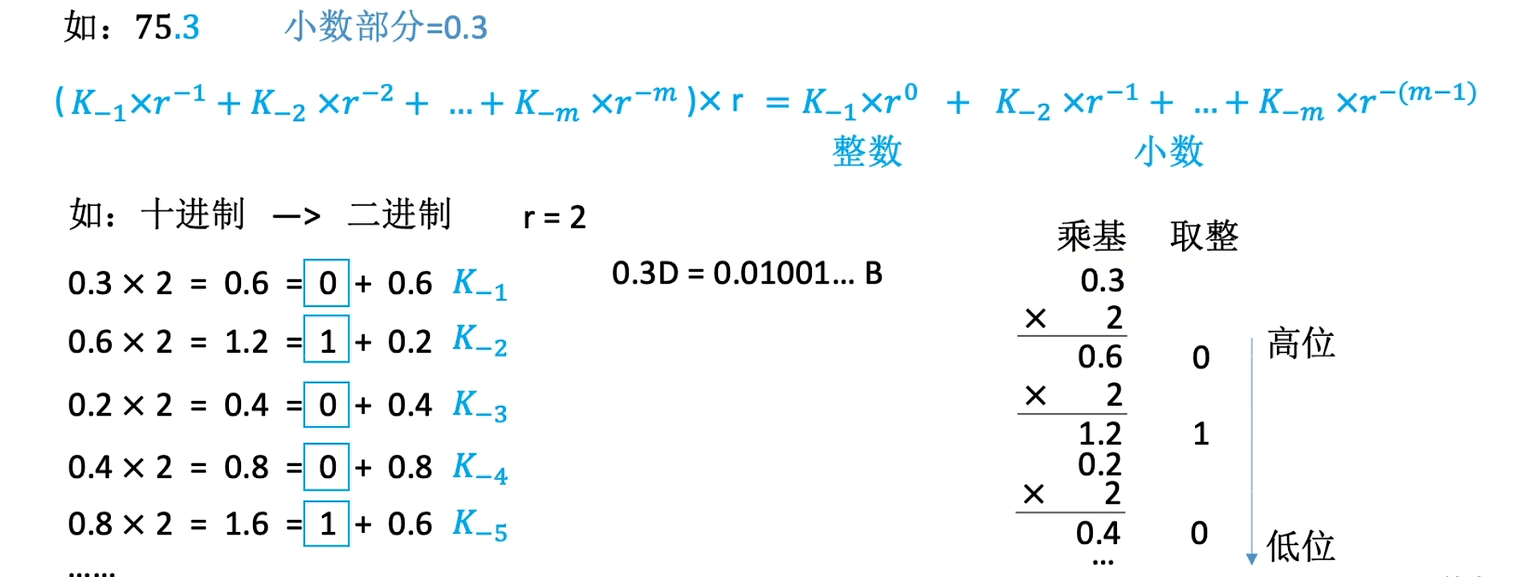 如：75.3 小数部分=0.3
(K₋₁×r⁻¹ + K₋₂ ×r⁻² + ... + K₋ₘ ×r⁻ᵐ )× r = K₋₁×r⁰ + K₋₂ ×r⁻¹ + ... + K₋ₘ ×r⁻⁽ᵐ⁻¹⁾
整数 小数
如：十进制 —> 二进制 r = 2
0.3 × 2 = 0.6 = 0 + 0.6 K₋₁
0.6 × 2 = 1.2 = 1 + 0.2 K₋₂
0.2 × 2 = 0.4 = 0 + 0.4 K₋₃
0.4 × 2 = 0.8 = 0 + 0.8 K₋₄
0.8 × 2 = 1.6 = 1 + 0.6 K₋₅
......
0.3D = 0.01001... B
乘基 取整
0.3
× 2
0.6 0
× 2
1.2 1
0.2
× 2
0.4 0
...
高位
低位